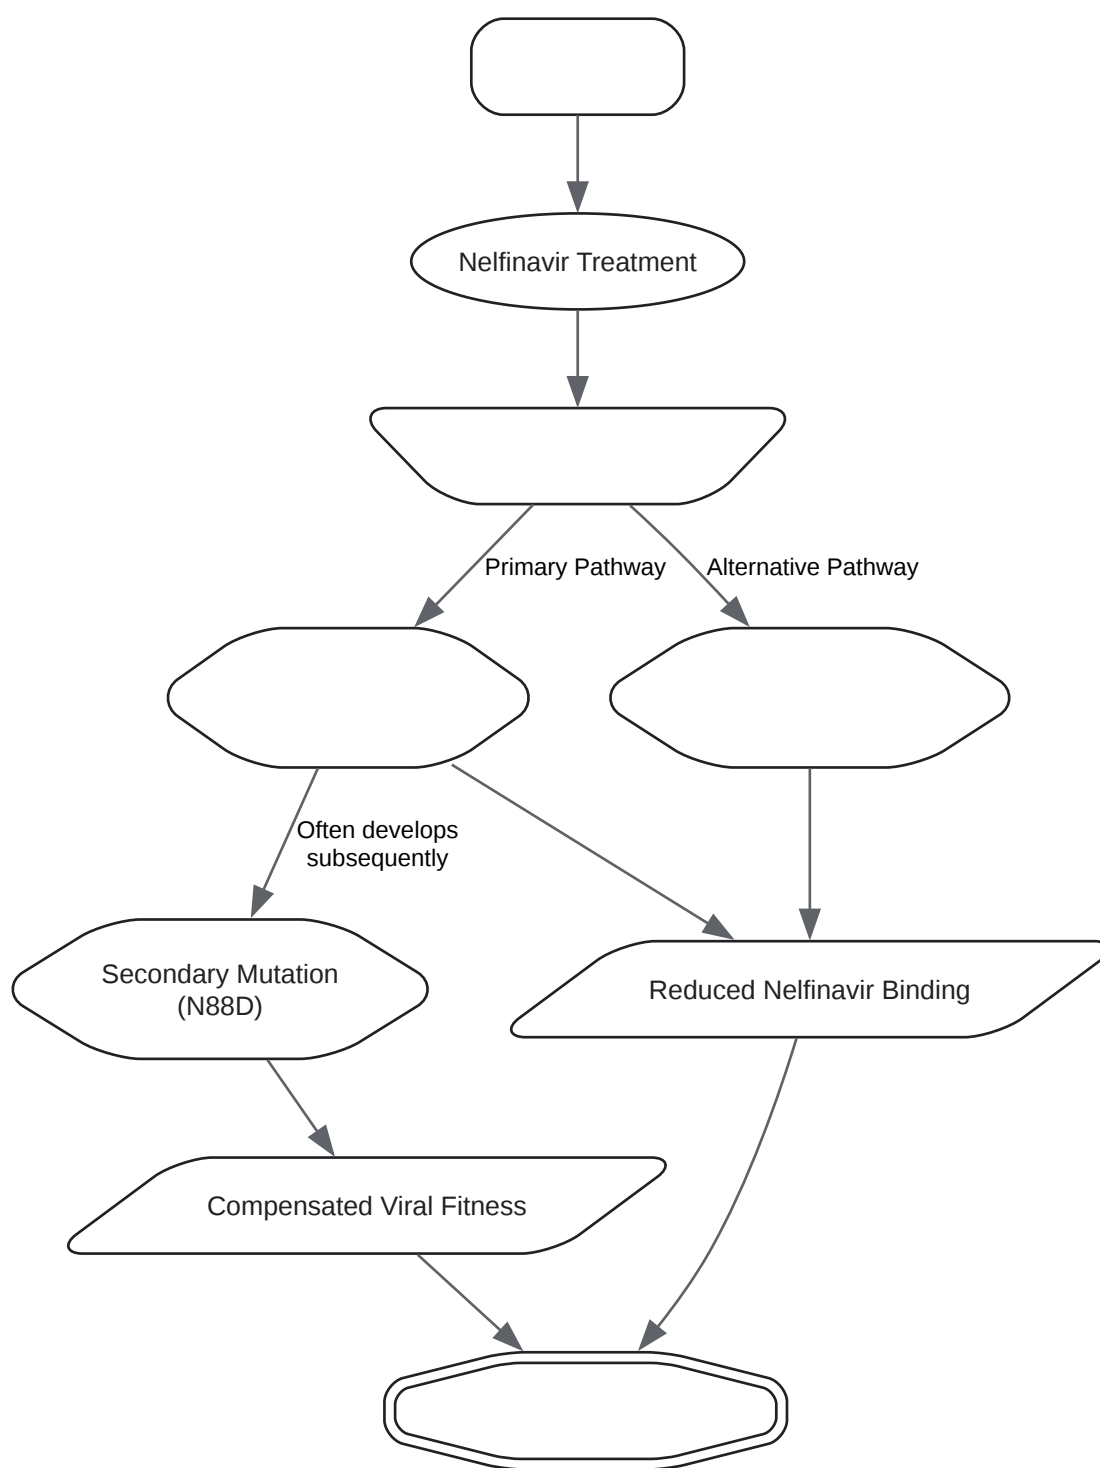 Nelfinavir Treatment
Primary Pathway
Alternative Pathway
Often develops
subsequently
Secondary Mutation
(N88D)
Reduced Nelfinavir Binding
Compensated Viral Fitness